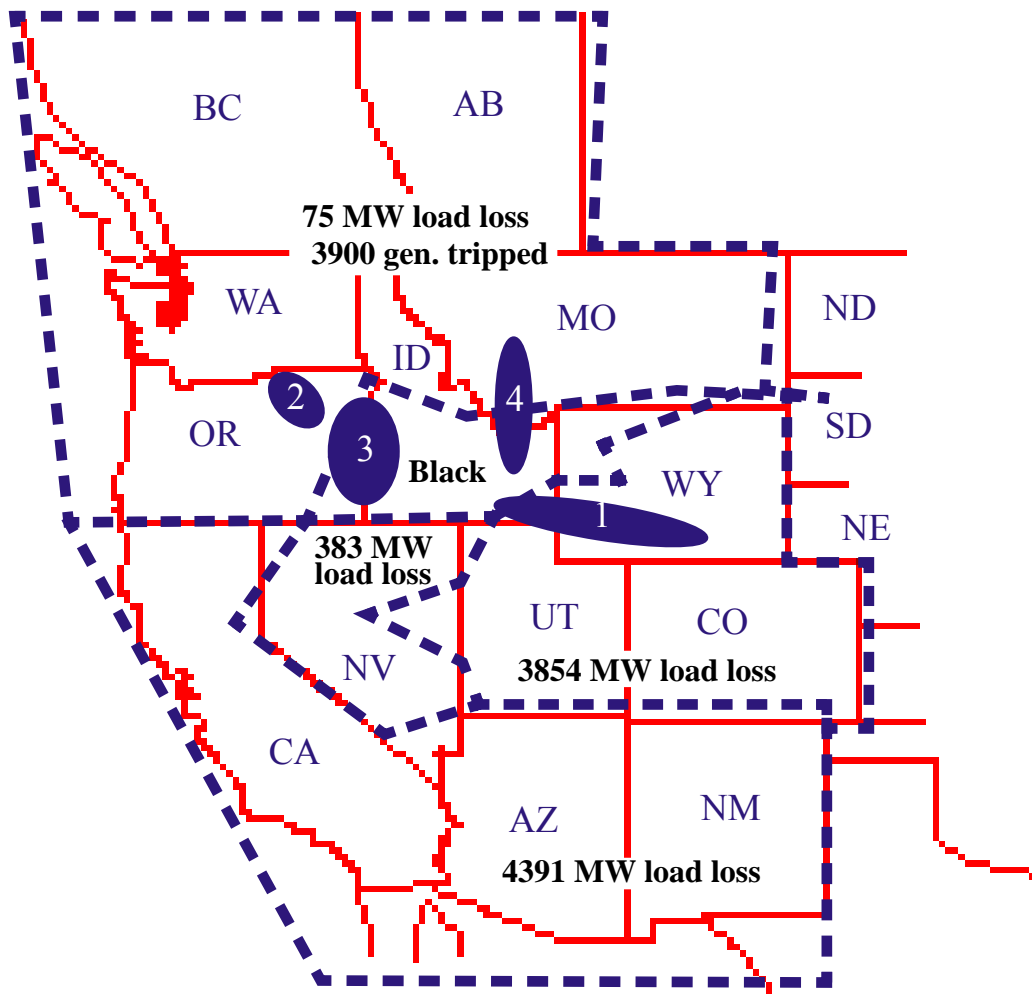 BC
AB
75 MW load loss
3900 gen. tripped
WA
MO
ND
ID
2
4
OR
SD
3
Black
WY
1
NE
383 MW
load loss
UT
CO
NV
3854 MW load loss
CA
AZ
NM
4391 MW load loss